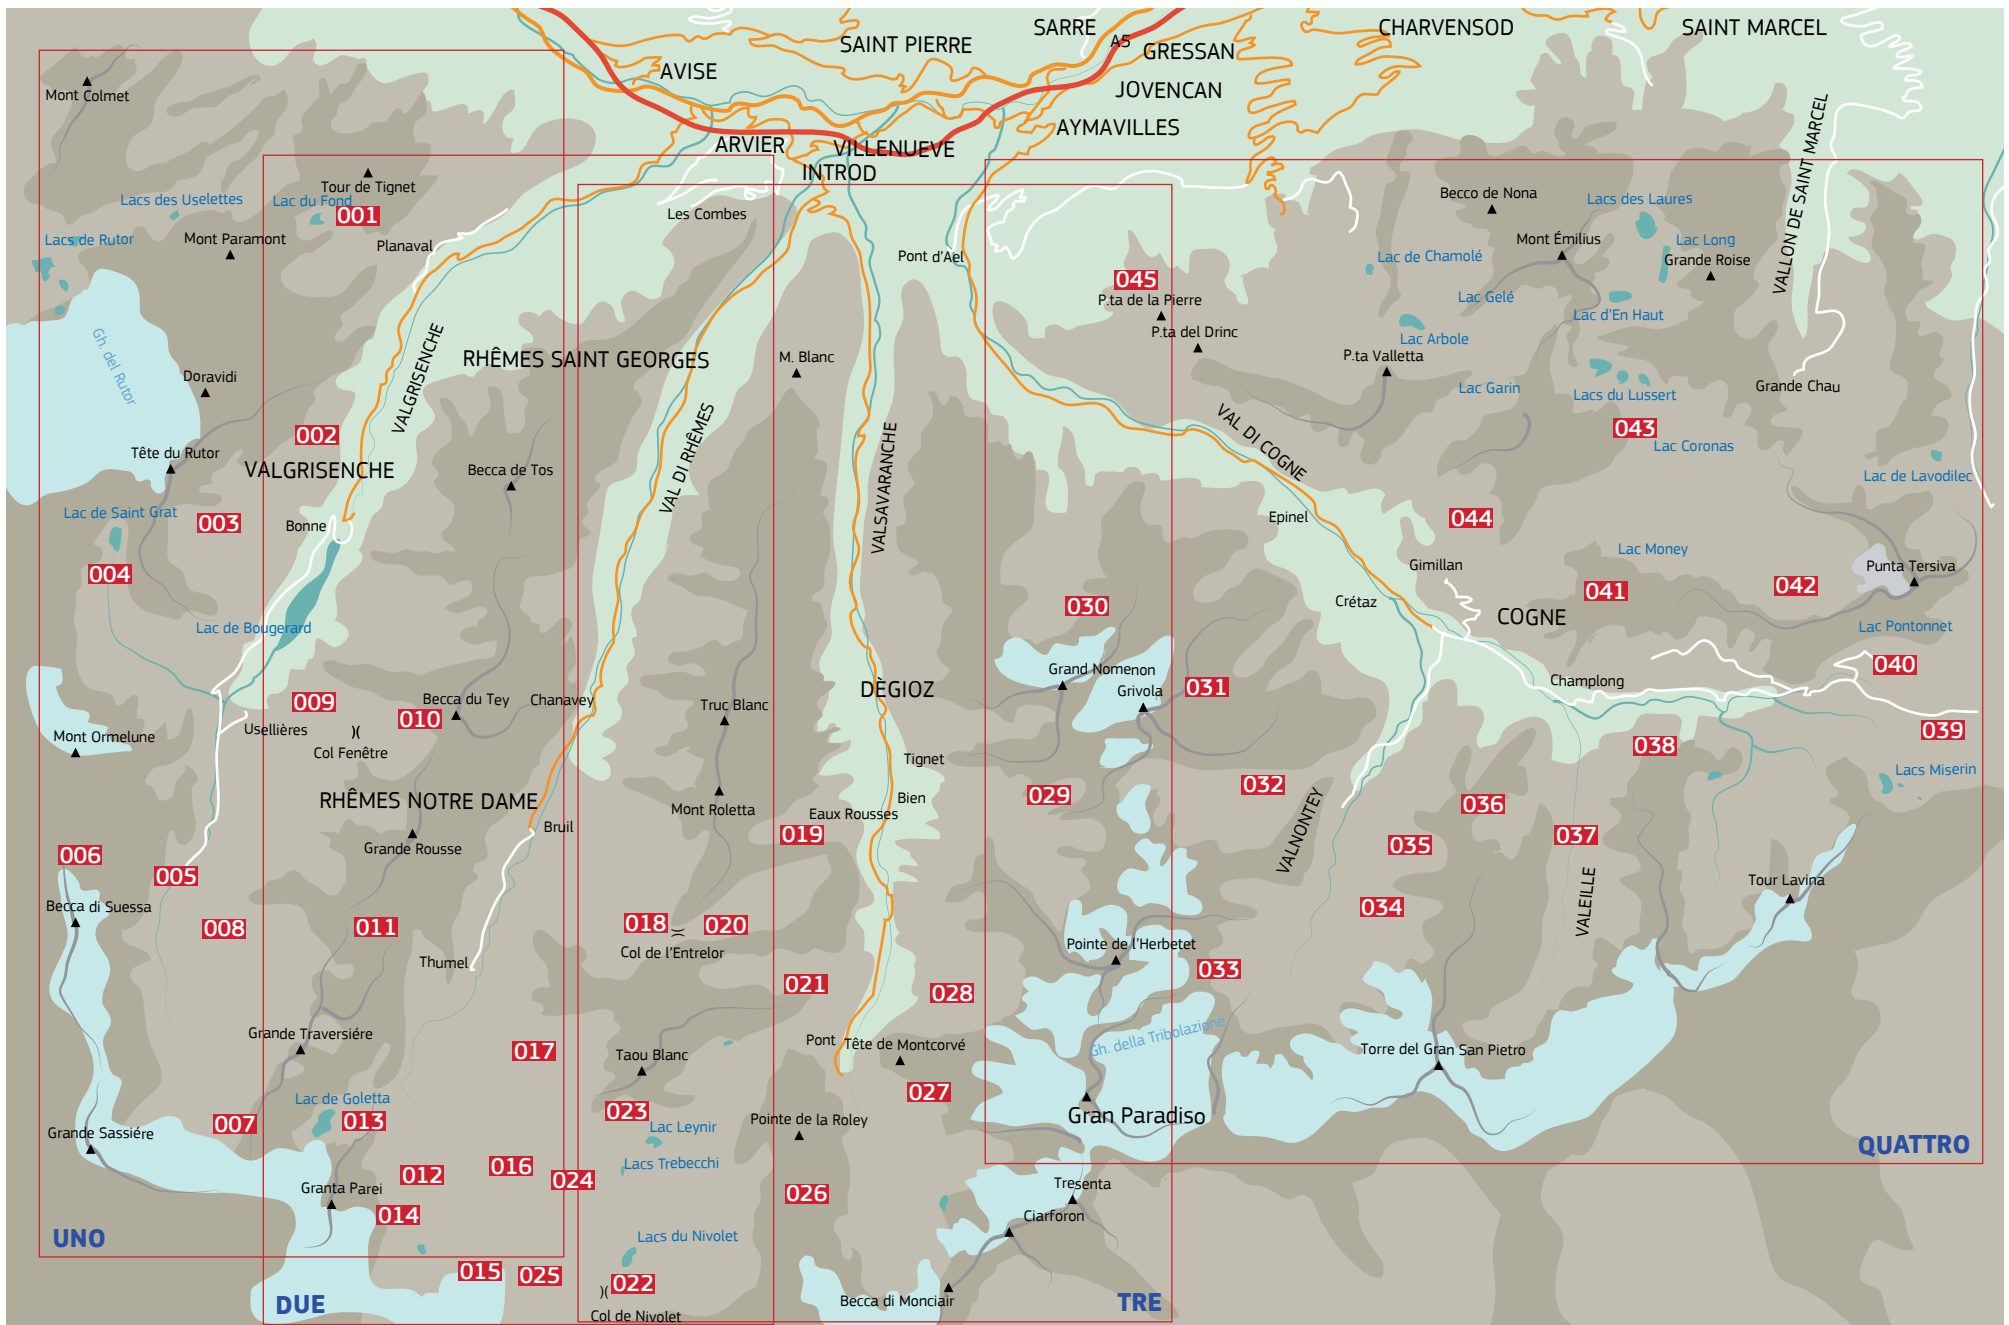 SARRE
CHARVENSOD
SAINT MARCEL
SAINT PIERRE
A5
GRESSAN
AVISE
JOVENCAN
Mont Colmet
AYMAVILLES
ARVIER
VILLENUEVE
INTROD
VALLON DE SAINT MARCEL
Tour de Tignet
Lacs des Uselettes
Lac du Fond
001
Les Combes
Becco de Nona
Lacs des Laures
Lacs de Rutor
Mont Paramont
Planaval
Mont Émilius
Lac Long
Pont d'Ael
Lac de Chamolé
Grande Roise
045
P.ta de la Pierre
Lac Gelé
Lac d'En Haut
P.ta del Drinc
Lac Arbole
Gh. del Rutor
VALGRISENCHE
RHÊMES SAINT GEORGES
M. Blanc
P.ta Valletta
Doravidi
Lac Garin
Lacs du Lussert
Grande Chau
VAL DI RHÊMES
VALSAVARANCHE
VAL DI COGNE
002
043
Lac Coronas
Tête du Rutor
VALGRISENCHE
Becca de Tos
Lac de Lavodilec
Lac de Saint Grat
003
Bonne
Epinel
044
Lac Money
004
Gimillan
Punta Tersiva
041
042
030
Crétaz
COGNE
Lac de Bougerard
Lac Pontonnet
040
Grand Nomenon
Grivola
031
Champlong
DÈGIOZ
009
Becca du Tey
Chanavey
Truc Blanc
010
Usellières
Col Fenêtre
Mont Ormelune
039
038
Tignet
Lacs Miserin
032
029
Bien
RHÊMES NOTRE DAME
Mont Roletta
Eaux Rousses
036
VALNONTEY
Bruil
019
037
035
Grande Rousse
006
005
Tour Lavina
VALEILLE
Becca di Suessa
034
008
011
018
020
Col de l'Entrelor
Pointe de l'Herbetet
Thumel
033
021
028
Grande Traversiére
Gh. della Tribolazione
Pont
Tête de Montcorvé
017
Taou Blanc
Torre del Gran San Pietro
027
Lac de Goletta
023
Gran Paradiso
007
013
Lac Leynir
Pointe de la Roley
Grande Sassiére
QUATTRO
Lacs Trebecchi
016
012
024
Granta Parei
026
Tresenta
014
Ciarforon
UNO
Lacs du Nivolet
015
025
022
DUE
Becca di Monciair
TRE
Col de Nivolet